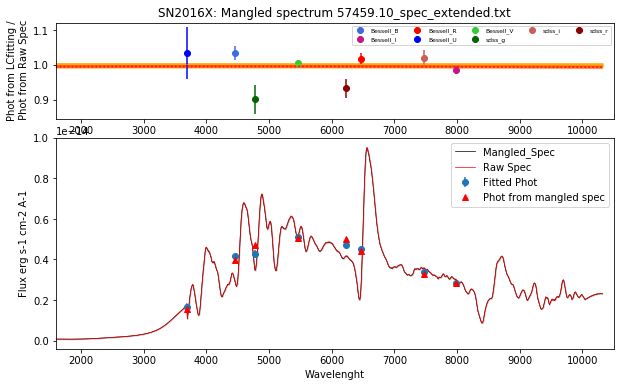 SN2016X: Mangled spectrum 57459.10_spec_extended.txt
Phot from LCfitting /
Phot from Raw Spec
1.1
1.0
0.9
Bessell_B Bessell_R Bessell_V sdss_i sdss_r
Bessell_I Bessell_U sdss_g
2000 3000 4000 5000 6000 7000 8000 9000 10000
1e−14
Flux erg s-1 cm-2 A-1
1.0
0.8
0.6
0.4
0.2
0.0
Mangled_Spec
Raw Spec
Fitted Phot
Phot from mangled spec
2000 3000 4000 5000 6000 7000 8000 9000 10000
Wavelenght